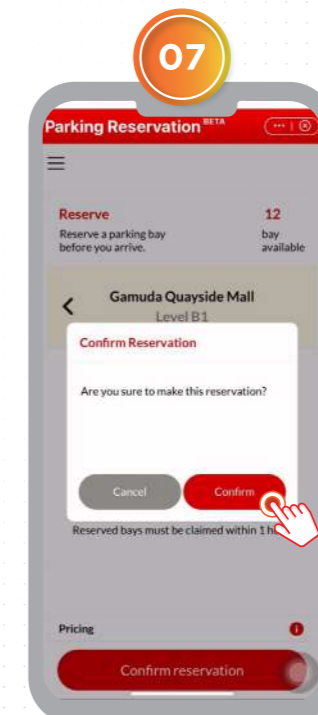 07
Parking Reservation BETA
Reserve 12
Reserve a parking bay bay
before you arrive. available
Gamuda Quayside Mall
Level B1
Confirm Reservation
Are you sure to make this reservation?
Cancel Confirm
Reserved bays must be claimed within 1
Pricing
Confirm reservation